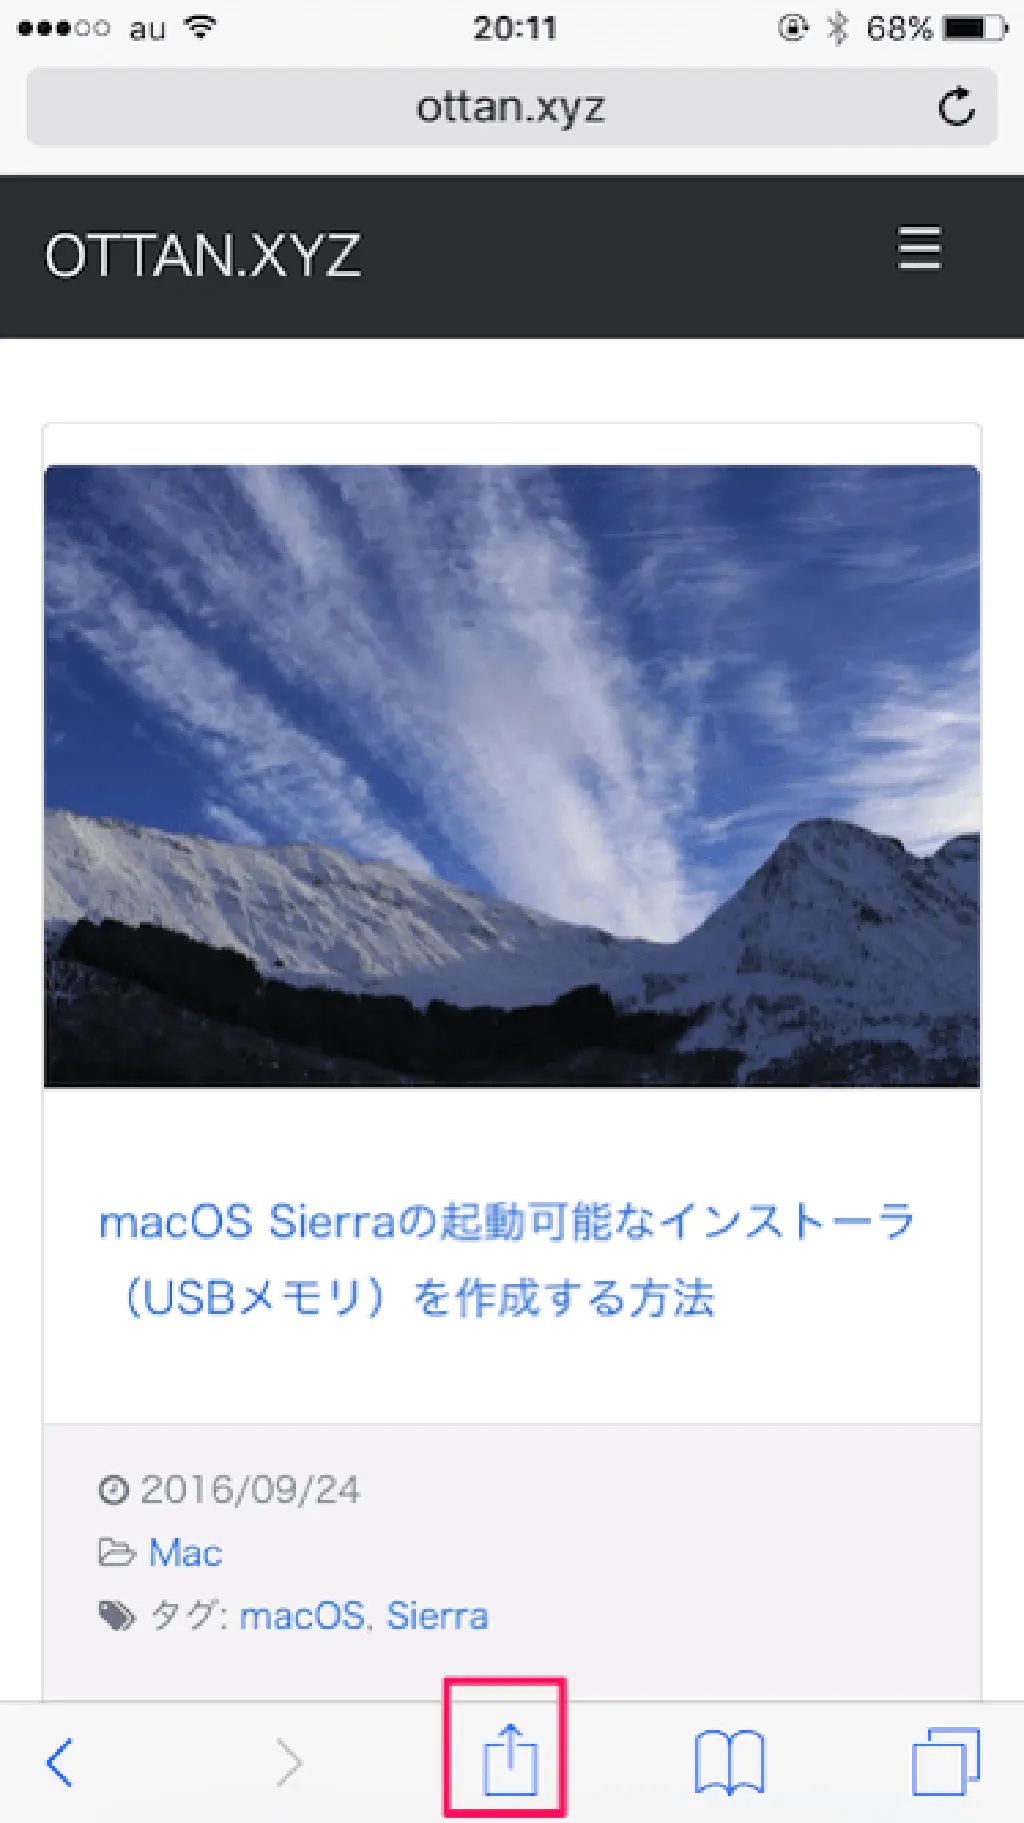 au 20:11 68%
ottan.xyz
OTTAN.XYZ
macOS Sierraの起動可能なインストーラ
（USBメモリ）を作成する方法
2016/09/24
Mac
タグ: macOS, Sierra